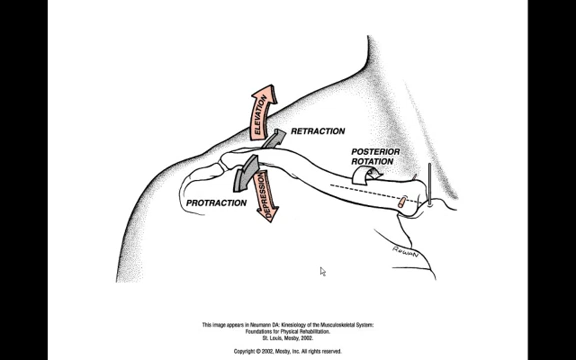 ELEVATION
RETRACTION
POSTERIOR
ROTATION
PROTRACTION
DEPRESSION
ROWAN
This image appears in Neumann DA: Kinesiology of the Musculoskeletal System:
Foundations for Physical Rehabilitation.
St. Louis, Mosby, 2002.
Copyright © 2002, Mosby, Inc. All rights reserved.